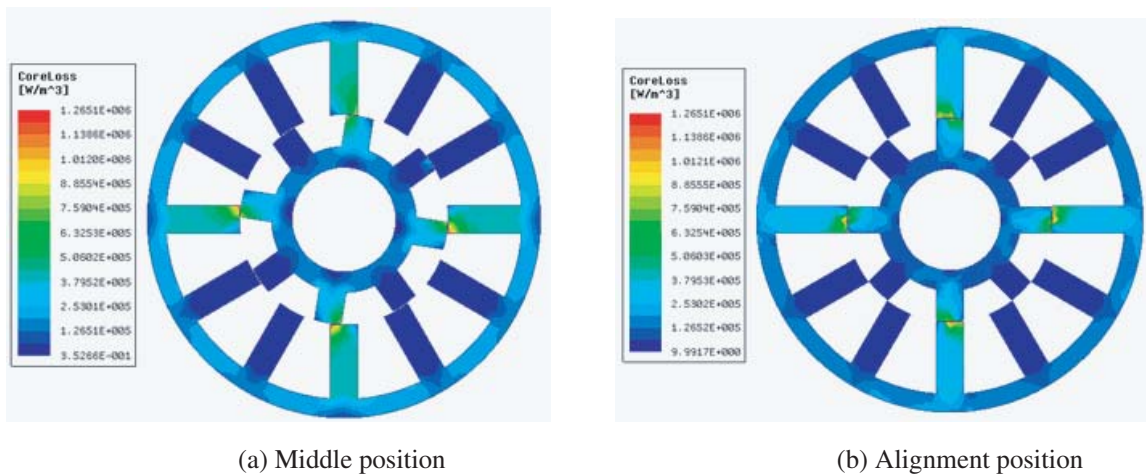 CoreLoss
[W/m^3]
1.2651E+006
1.1386E+006
1.0120E+006
8.8554E+005
7.5904E+005
6.3253E+005
5.0602E+005
3.7952E+005
2.5301E+005
1.2651E+005
3.5266E-001
(a) Middle position
CoreLoss
[W/m^3]
1.2651E+006
1.1386E+006
1.0121E+006
8.8555E+005
7.5904E+005
6.3254E+005
5.0603E+005
3.7953E+005
2.5302E+005
1.2652E+005
9.9917E+000
(b) Alignment position